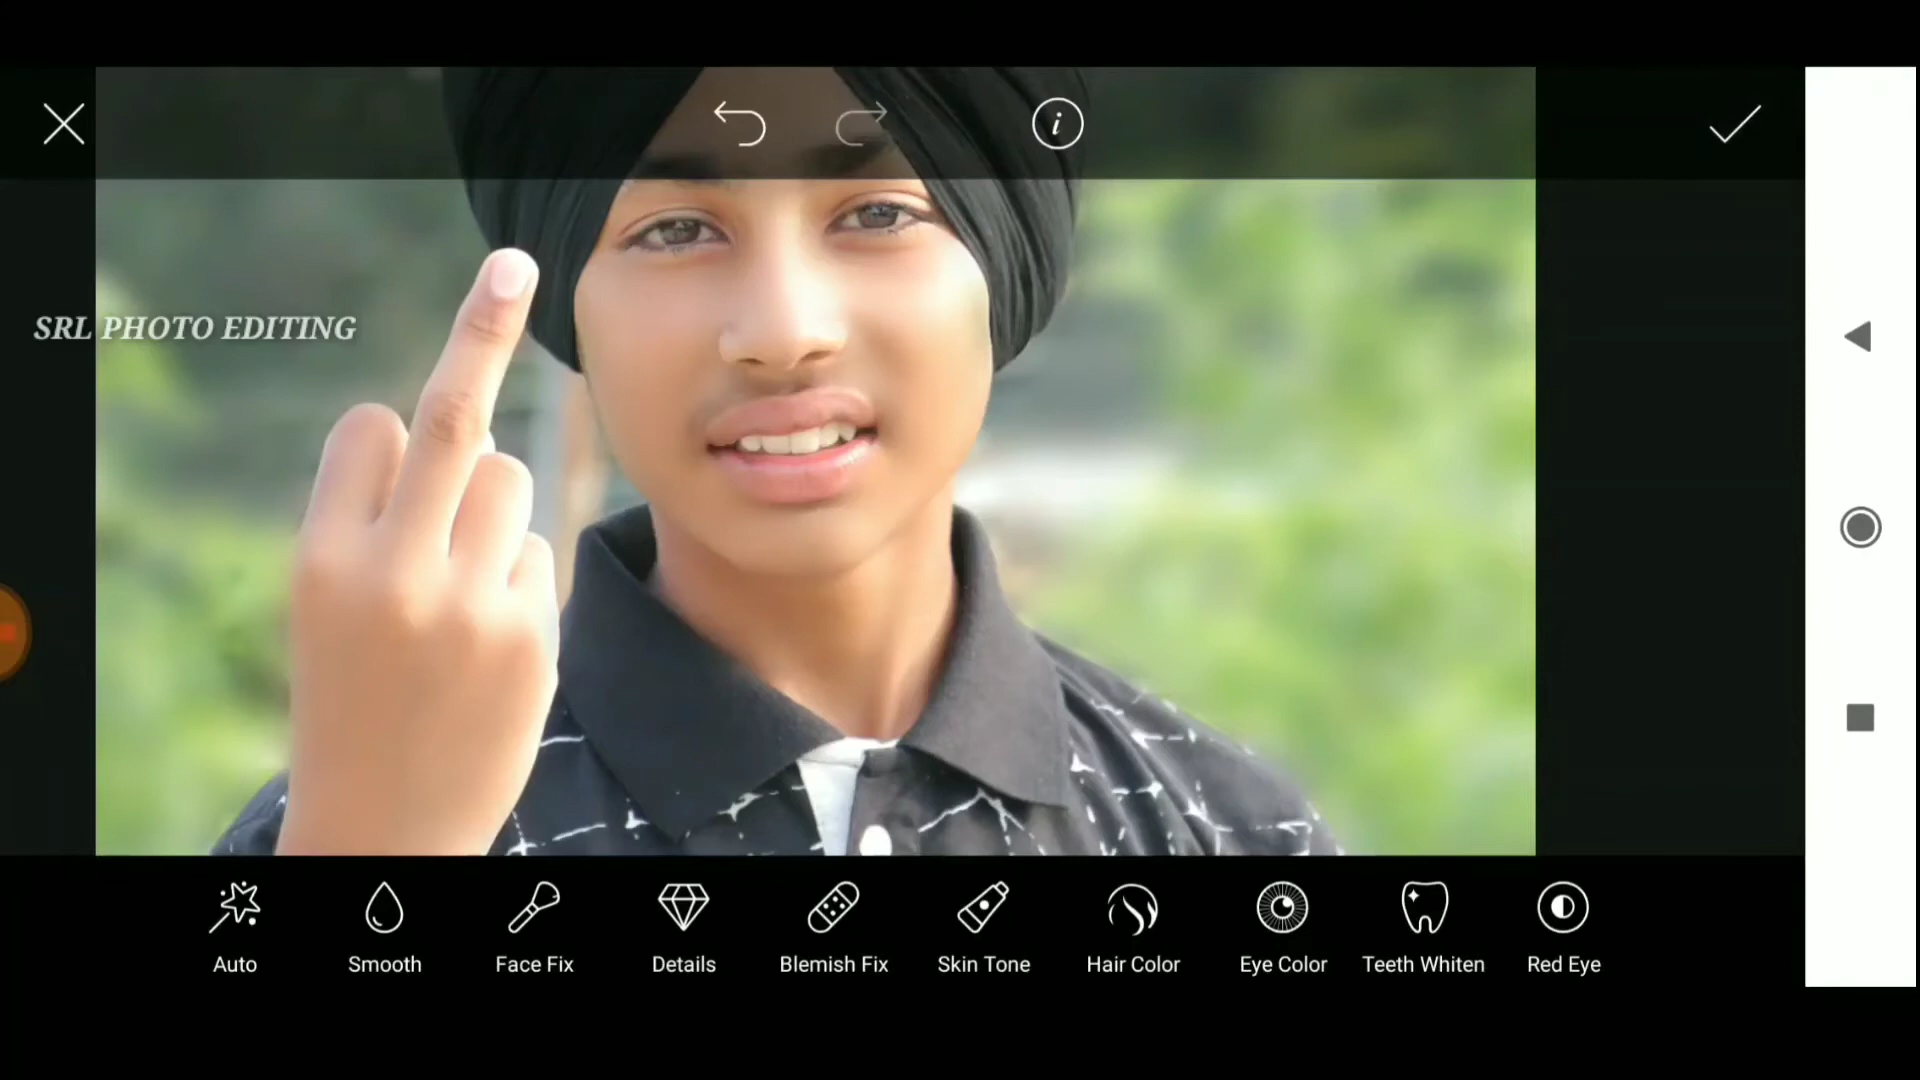 i
SRL PHOTO EDITING
Auto
Smooth
Face Fix
Details
Blemish Fix
Skin Tone
Hair Color
Eye Color
Teeth Whiten
Red Eye